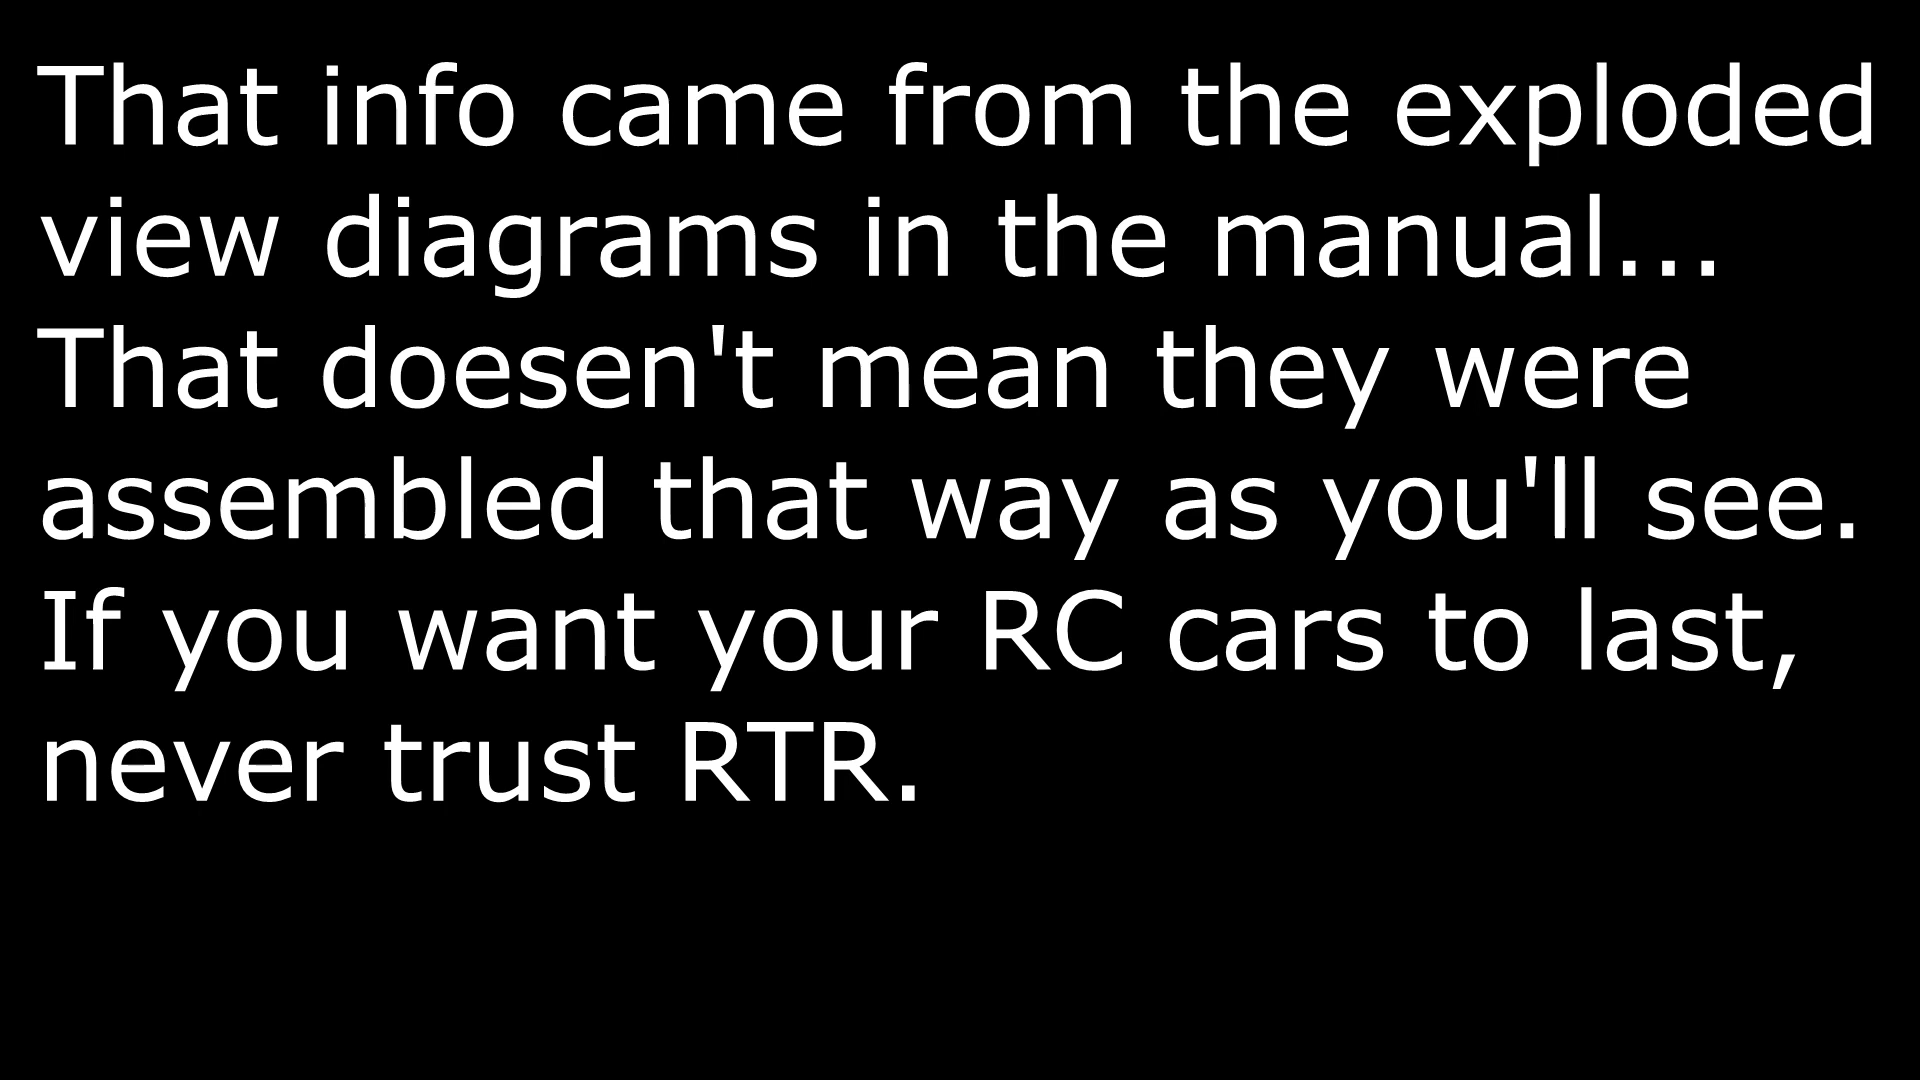 That info came from the exploded
view diagrams in the manual...
That doesen't mean they were
assembled that way as you'll see.
If you want your RC cars to last,
never trust RTR.